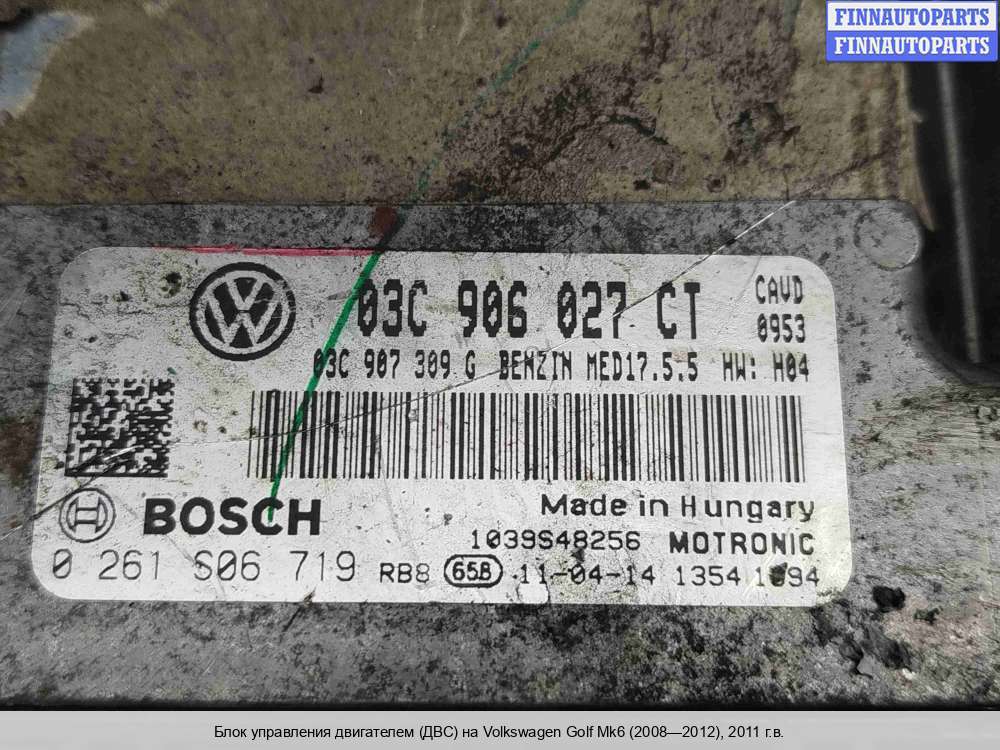 FINNAUTOPARTS
FINNAUTOPARTS
03C 906 027 CT
CAVD
0953
03C 907 309 G BENZIN MED17.5.5 HW: H04
BOSCH
Made in Hungary
1039S48256 MOTRONIC
0 261 S06 719 RB8 658 11-04-14 1354
Блок управления двигателем (ДВС) на Volkswagen Golf Mk6 (2008—2012), 2011 г.в.